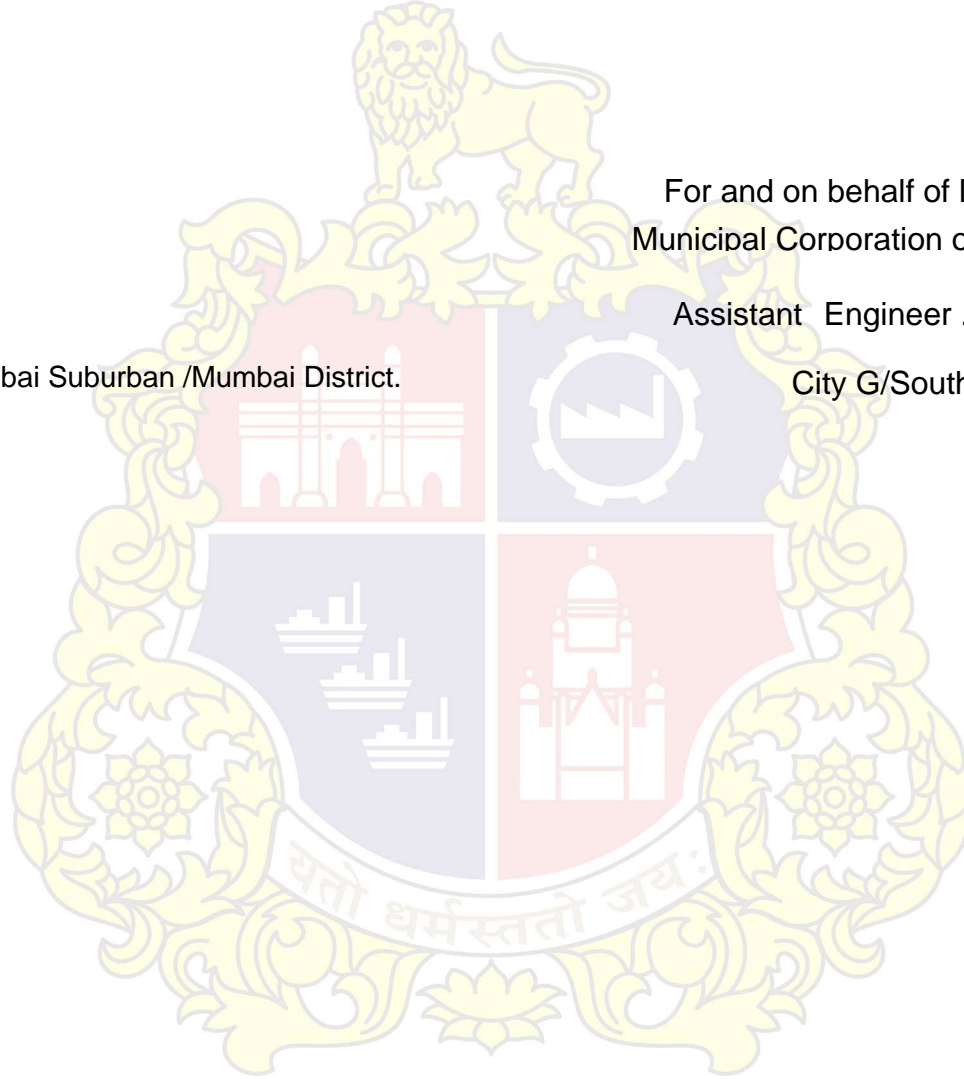 For and on behalf of
Municipal Corporation
Assistant Engineer
bai Suburban /Mumbai District.
City G/South
यतो धर्मस्ततो जय: